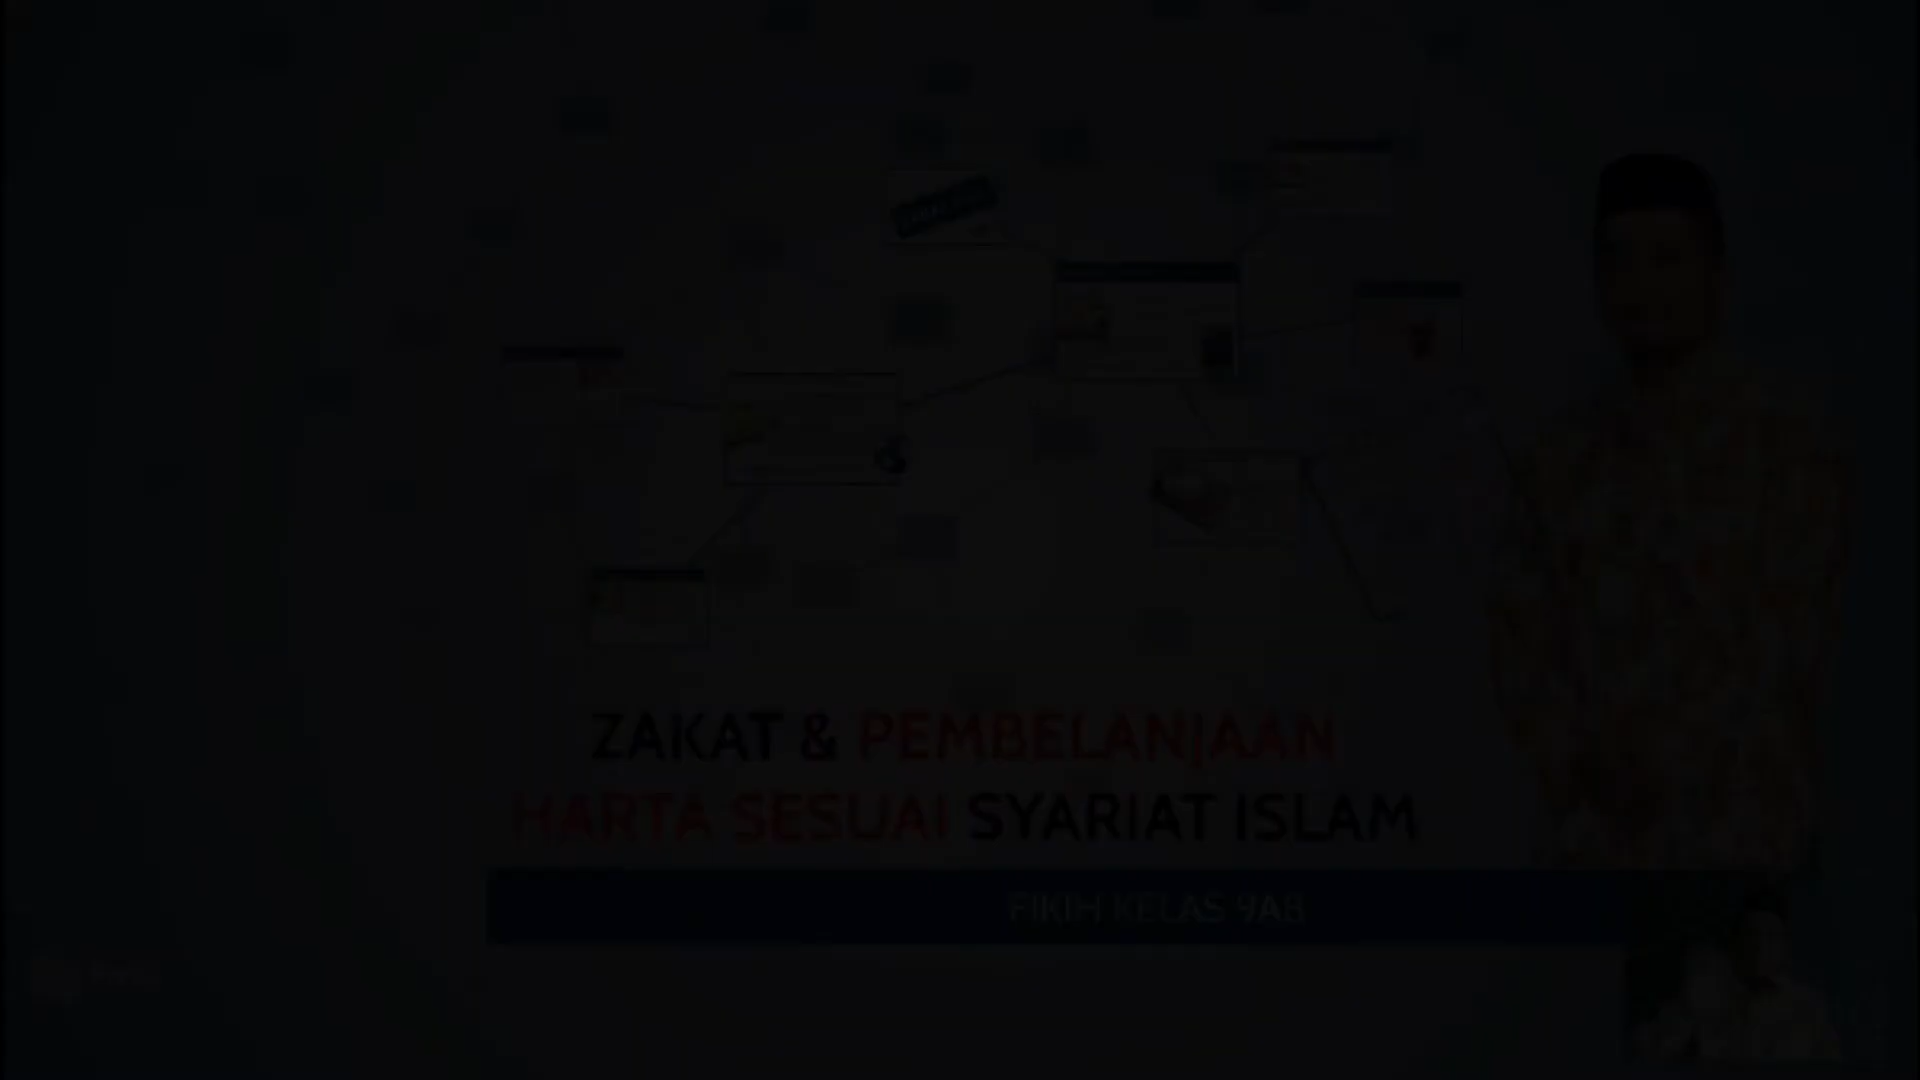 ZAKAT & PEMBELANJAAN
HARTA SESUAI SYARIAT ISLAM
FIKIH KELAS 9AB